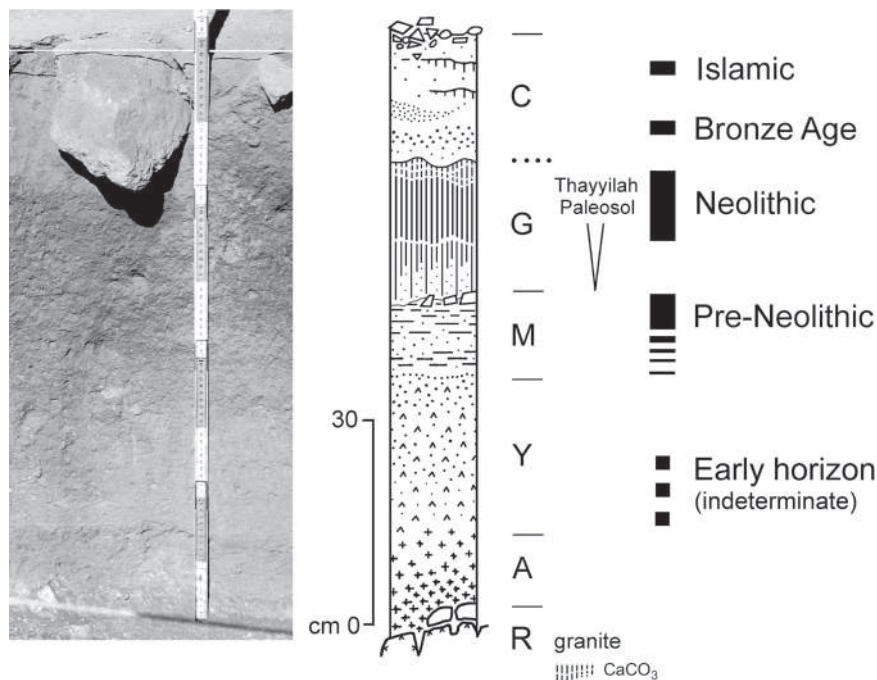 C
G
M
Y
A
R
Thayyilah
Paleosol
Islamic
Bronze Age
Neolithic
Pre-Neolithic
Early horizon
(indeterminate)
30
cm 0
granite
CaCO₃